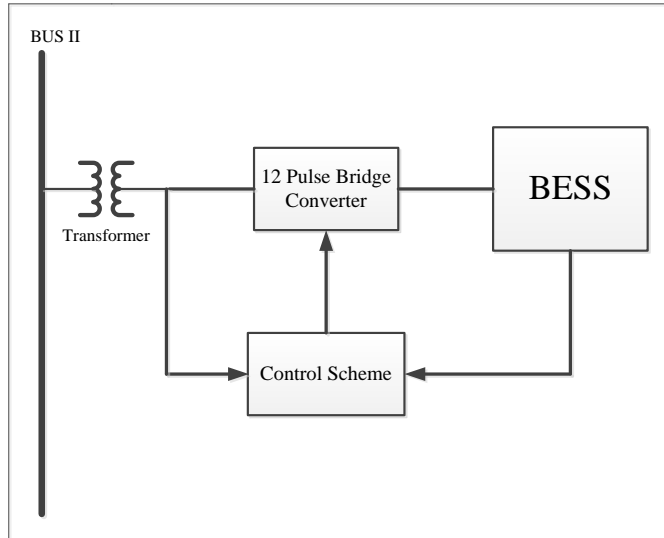 BUS II
12 Pulse Bridge
Converter
BESS
Transformer
Control Scheme